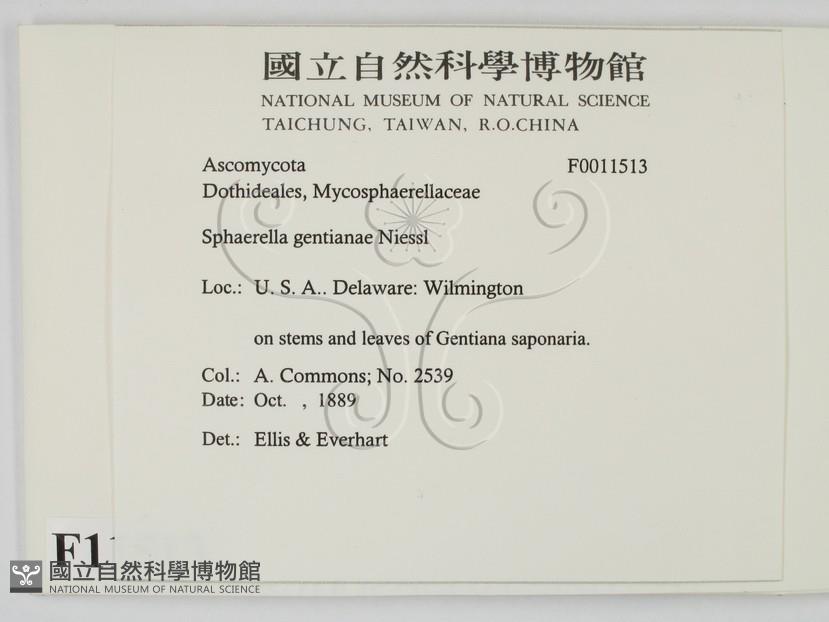 國立自然科學博物館
NATIONAL MUSEUM OF NATURAL SCIENCE
TAICHUNG, TAIWAN, R.O.CHINA
Ascomycota F0011513
Dothideales, Mycosphaerellaceae
Sphaerella gentianae Niessl
Loc.: U. S. A.. Delaware: Wilmington
on stems and leaves of Gentiana saponaria.
Col.: A. Commons; No. 2539
Date: Oct. , 1889
Det.: Ellis & Everhart
F11
國立自然科學博物館
NATIONAL MUSEUM OF NATURAL SCIENCE